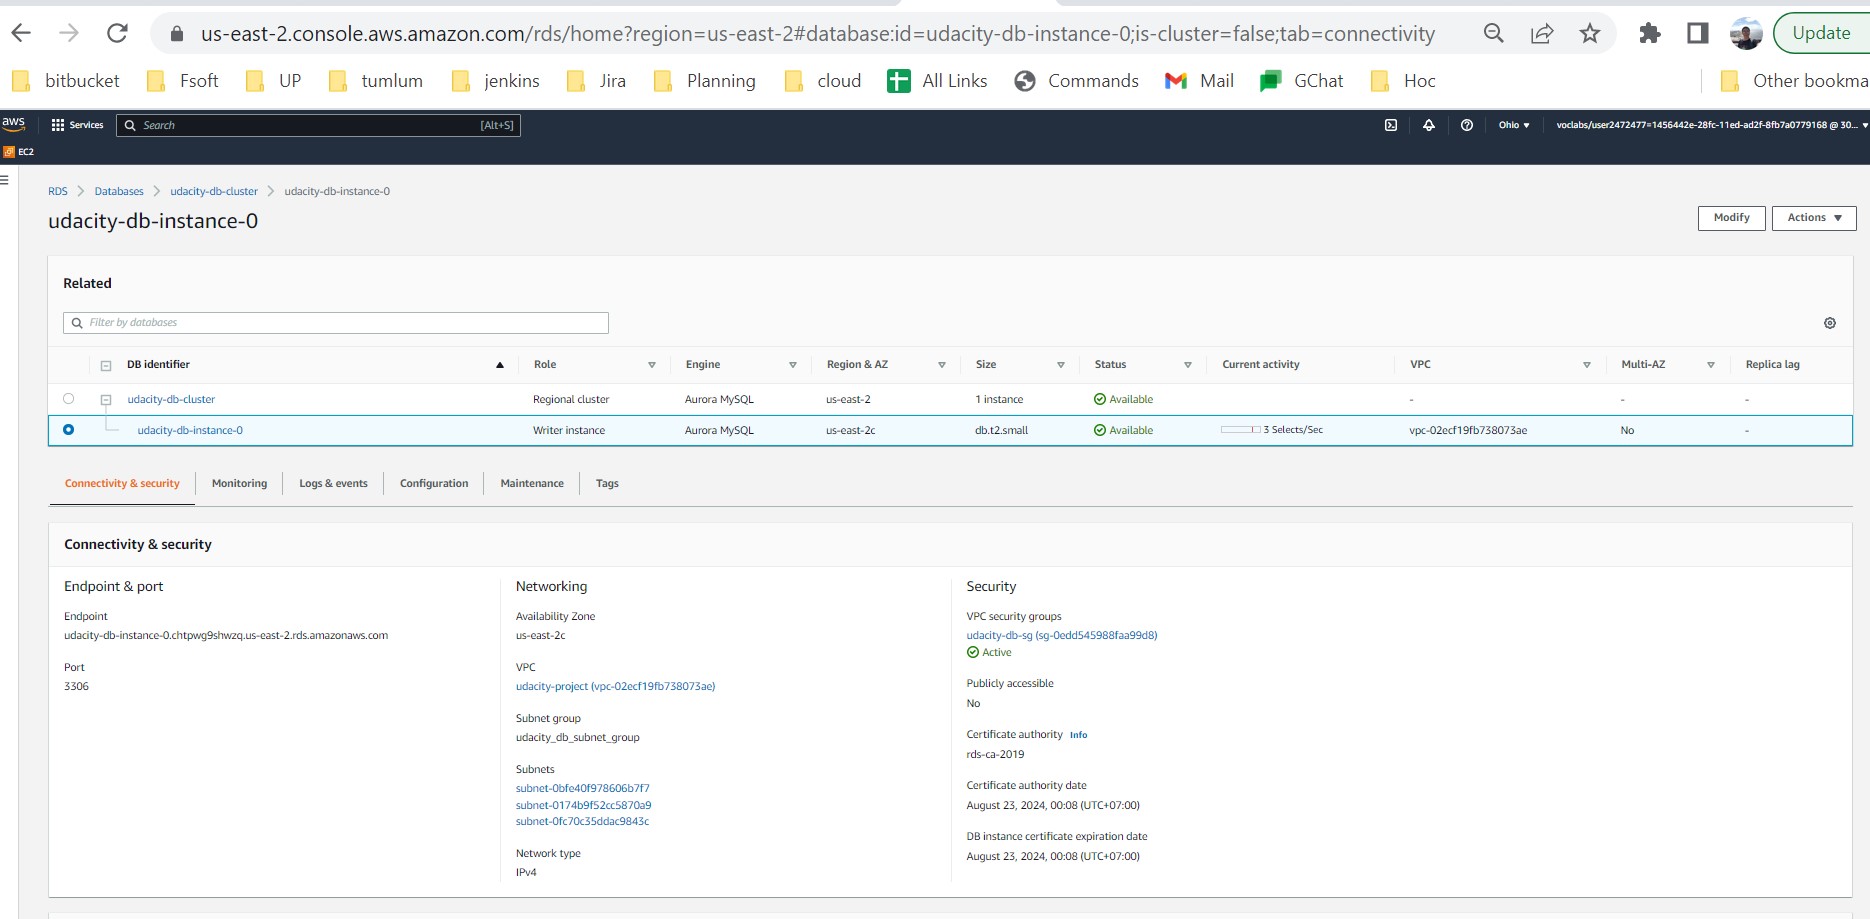 us-east-2.console.aws.amazon.com/rds/home?region=us-east-2#database:id=udacity-db-instance-0;is-cluster=false;tab=connectivity Update
bitbucket Fsoft UP tumlum jenkins Jira Planning cloud All Links Commands Mail GChat Hoc Other bookma
aws Services Search [Alt+S] Ohio voclabs/user2472477=1456442e-28fc-11ed-ad2f-8fb7a0779168 @ 30...
EC2
RDS Databases udacity-db-cluster udacity-db-instance-0
udacity-db-instance-0
Modify Actions
Related
Filter by databases
DB identifier Role Engine Region & AZ Size Status Current activity VPC Multi-AZ Replica lag
udacity-db-cluster Regional cluster Aurora MySQL us-east-2 1 instance Available - - -
udacity-db-instance-0 Writer instance Aurora MySQL us-east-2c db.t2.small Available 3 Selects/Sec vpc-02ecf19fb738073ae No -
Connectivity & security Monitoring Logs & events Configuration Maintenance Tags
Connectivity & security
Endpoint & port
Endpoint
udacity-db-instance-0.chtpwg9shwzq.us-east-2.rds.amazonaws.com
Port
3306
Networking
Availability Zone
us-east-2c
VPC
udacity-project (vpc-02ecf19fb738073ae)
Subnet group
udacity_db_subnet_group
Subnets
subnet-0bfe40f978606b7f7
subnet-0174b9f52cc5870a9
subnet-0fc70c35ddac9843c
Network type
IPv4
Security
VPC security groups
udacity-db-sg (sg-0edd545988faa99d8)
Active
Publicly accessible
No
Certificate authority Info
rds-ca-2019
Certificate authority date
August 23, 2024, 00:08 (UTC+07:00)
DB instance certificate expiration date
August 23, 2024, 00:08 (UTC+07:00)